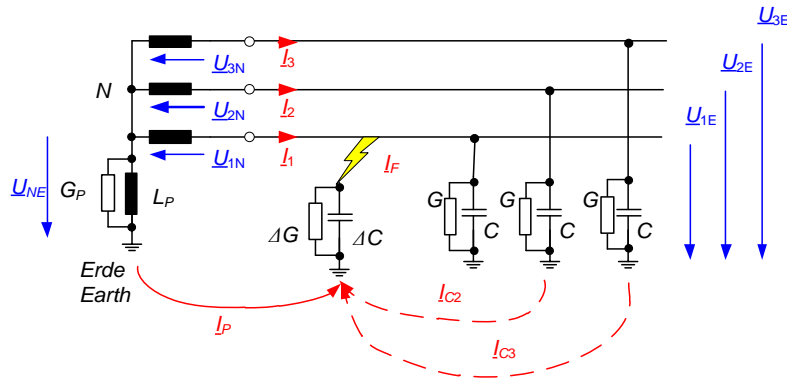 U3E
U3N
I3
U2E
N
U2N
I2
U1E
U1N
I1
IF
UNE
GP
LP
G
C
G
C
G
C
ΔG
ΔC
Erde
Earth
IP
IC2
IC3